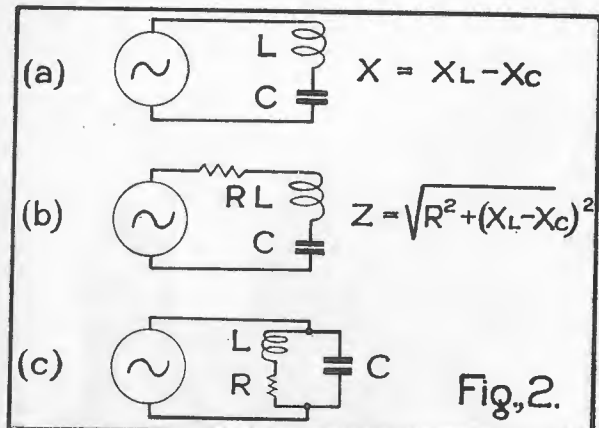 (a) L C X = XL-XC
(b) R L C Z = √R² + (XL-XC)²
(c) L R C
Fig., 2.